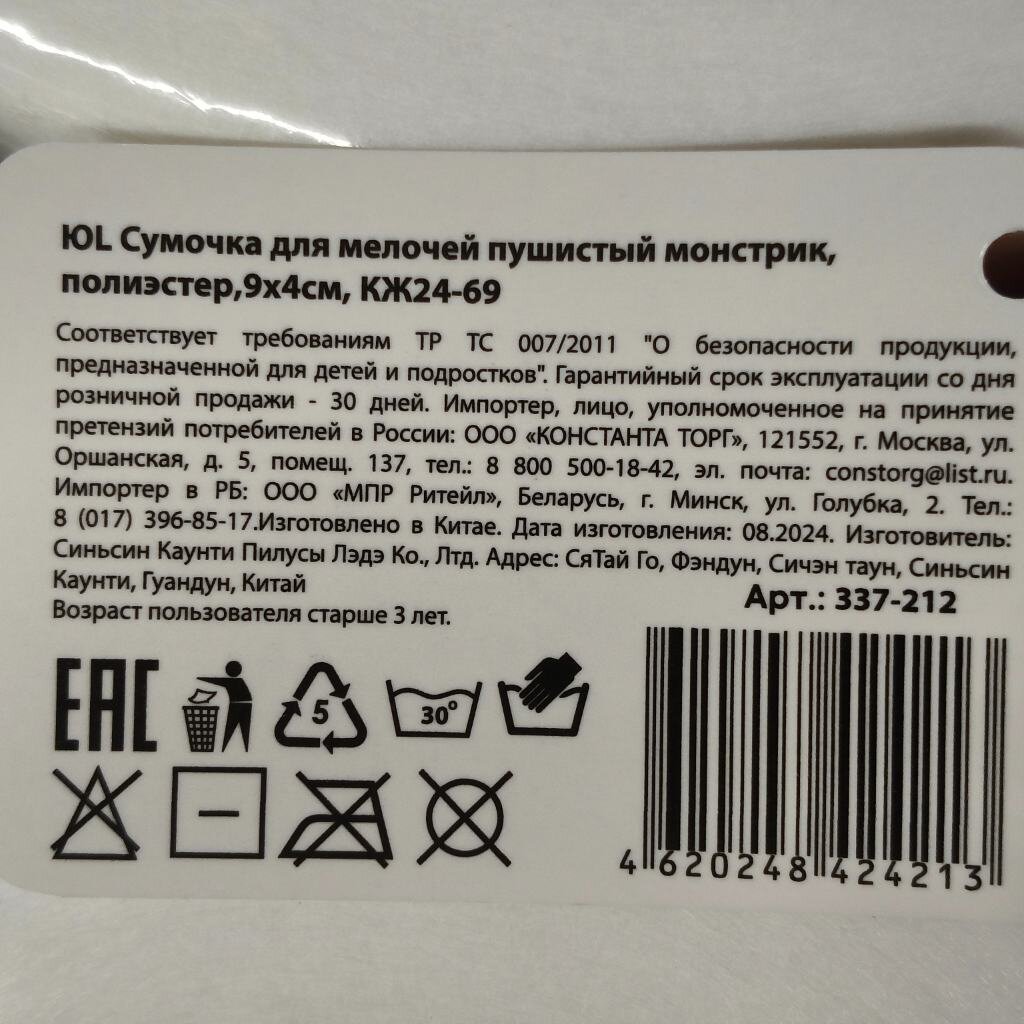 ЮL Сумочка для мелочей пушистый монстрик,
полиэстер,9х4см, КЖ24-69
Соответствует требованиям ТР ТС 007/2011 "О безопасности продукции,
предназначенной для детей и подростков". Гарантийный срок эксплуатации со дня
розничной продажи - 30 дней. Импортер, лицо, уполномоченное на принятие
претензий потребителей в России: ООО «КОНСТАНТА ТОРГ», 121552, г. Москва, ул.
Оршанская, д. 5, помещ. 137, тел.: 8 800 500-18-42, эл. почта: constorg@list.ru.
Импортер в РБ: ООО «МПР Ритейл», Беларусь, г. Минск, ул. Голубка, 2. Тел.:
8 (017) 396-85-17.Изготовлено в Китае. Дата изготовления: 08.2024. Изготовитель:
Синьсин Каунти Пилусы Лэдэ Ко., Лтд. Адрес: СяТай Го, Фэндун, Сичэн таун, Синьсин
Каунти, Гуандун, Китай
Возраст пользователя старше 3 лет.
Арт.: 337-212
EAC
5
30°
4 620248 424213